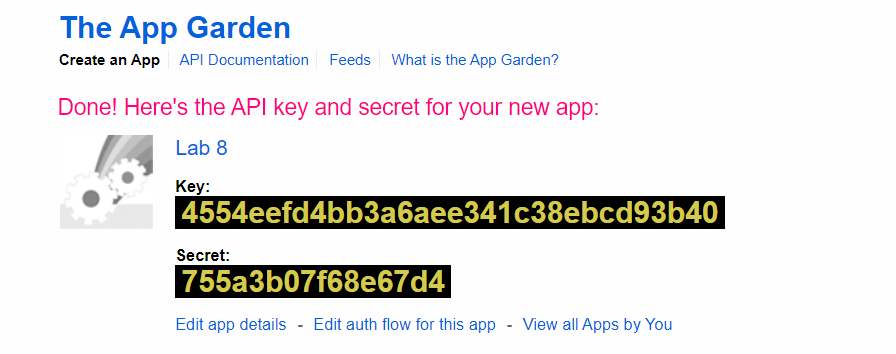 The App Garden
Create an App API Documentation Feeds What is the App Garden?
Done! Here's the API key and secret for your new app:
Lab 8
Key:
4554eefd4bb3a6aee341c38ebcd93b40
Secret:
755a3b07f68e67d4
Edit app details - Edit auth flow for this app - View all Apps by You